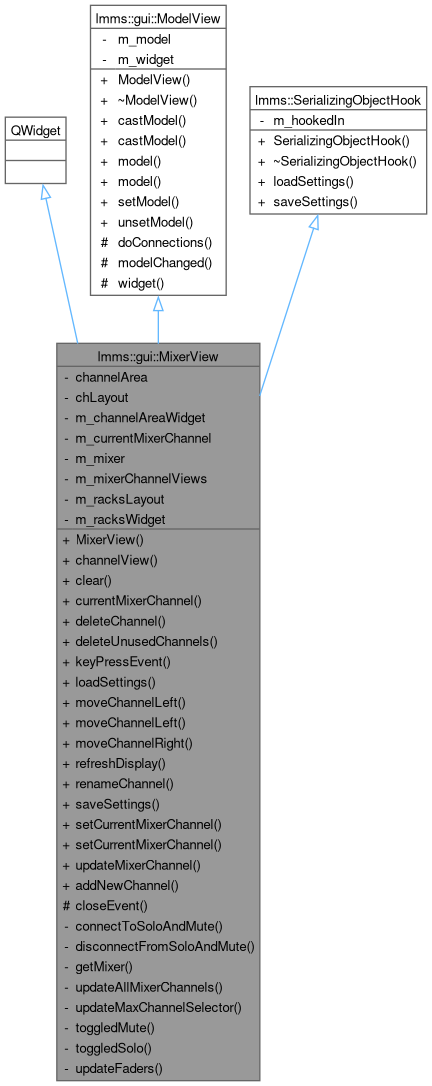 lmms::gui::ModelView
- m_model
- m_widget
+ ModelView()
+ ~ModelView()
+ castModel()
+ castModel()
+ model()
+ model()
+ setModel()
+ unsetModel()
# doConnections()
# modelChanged()
# widget()
lmms::SerializingObjectHook
- m_hookedIn
+ SerializingObjectHook()
+ ~SerializingObjectHook()
+ loadSettings()
+ saveSettings()
QWidget
lmms::gui::MixerView
- channelArea
- chLayout
- m_channelAreaWidget
- m_currentMixerChannel
- m_mixer
- m_mixerChannelViews
- m_racksLayout
- m_racksWidget
+ MixerView()
+ channelView()
+ clear()
+ currentMixerChannel()
+ deleteChannel()
+ deleteUnusedChannels()
+ keyPressEvent()
+ loadSettings()
+ moveChannelLeft()
+ moveChannelLeft()
+ moveChannelRight()
+ refreshDisplay()
+ renameChannel()
+ saveSettings()
+ setCurrentMixerChannel()
+ setCurrentMixerChannel()
+ updateMixerChannel()
+ addNewChannel()
# closeEvent()
- connectToSoloAndMute()
- disconnectFromSoloAndMute()
- getMixer()
- updateAllMixerChannels()
- updateMaxChannelSelector()
- toggledMute()
- toggledSolo()
- updateFaders()